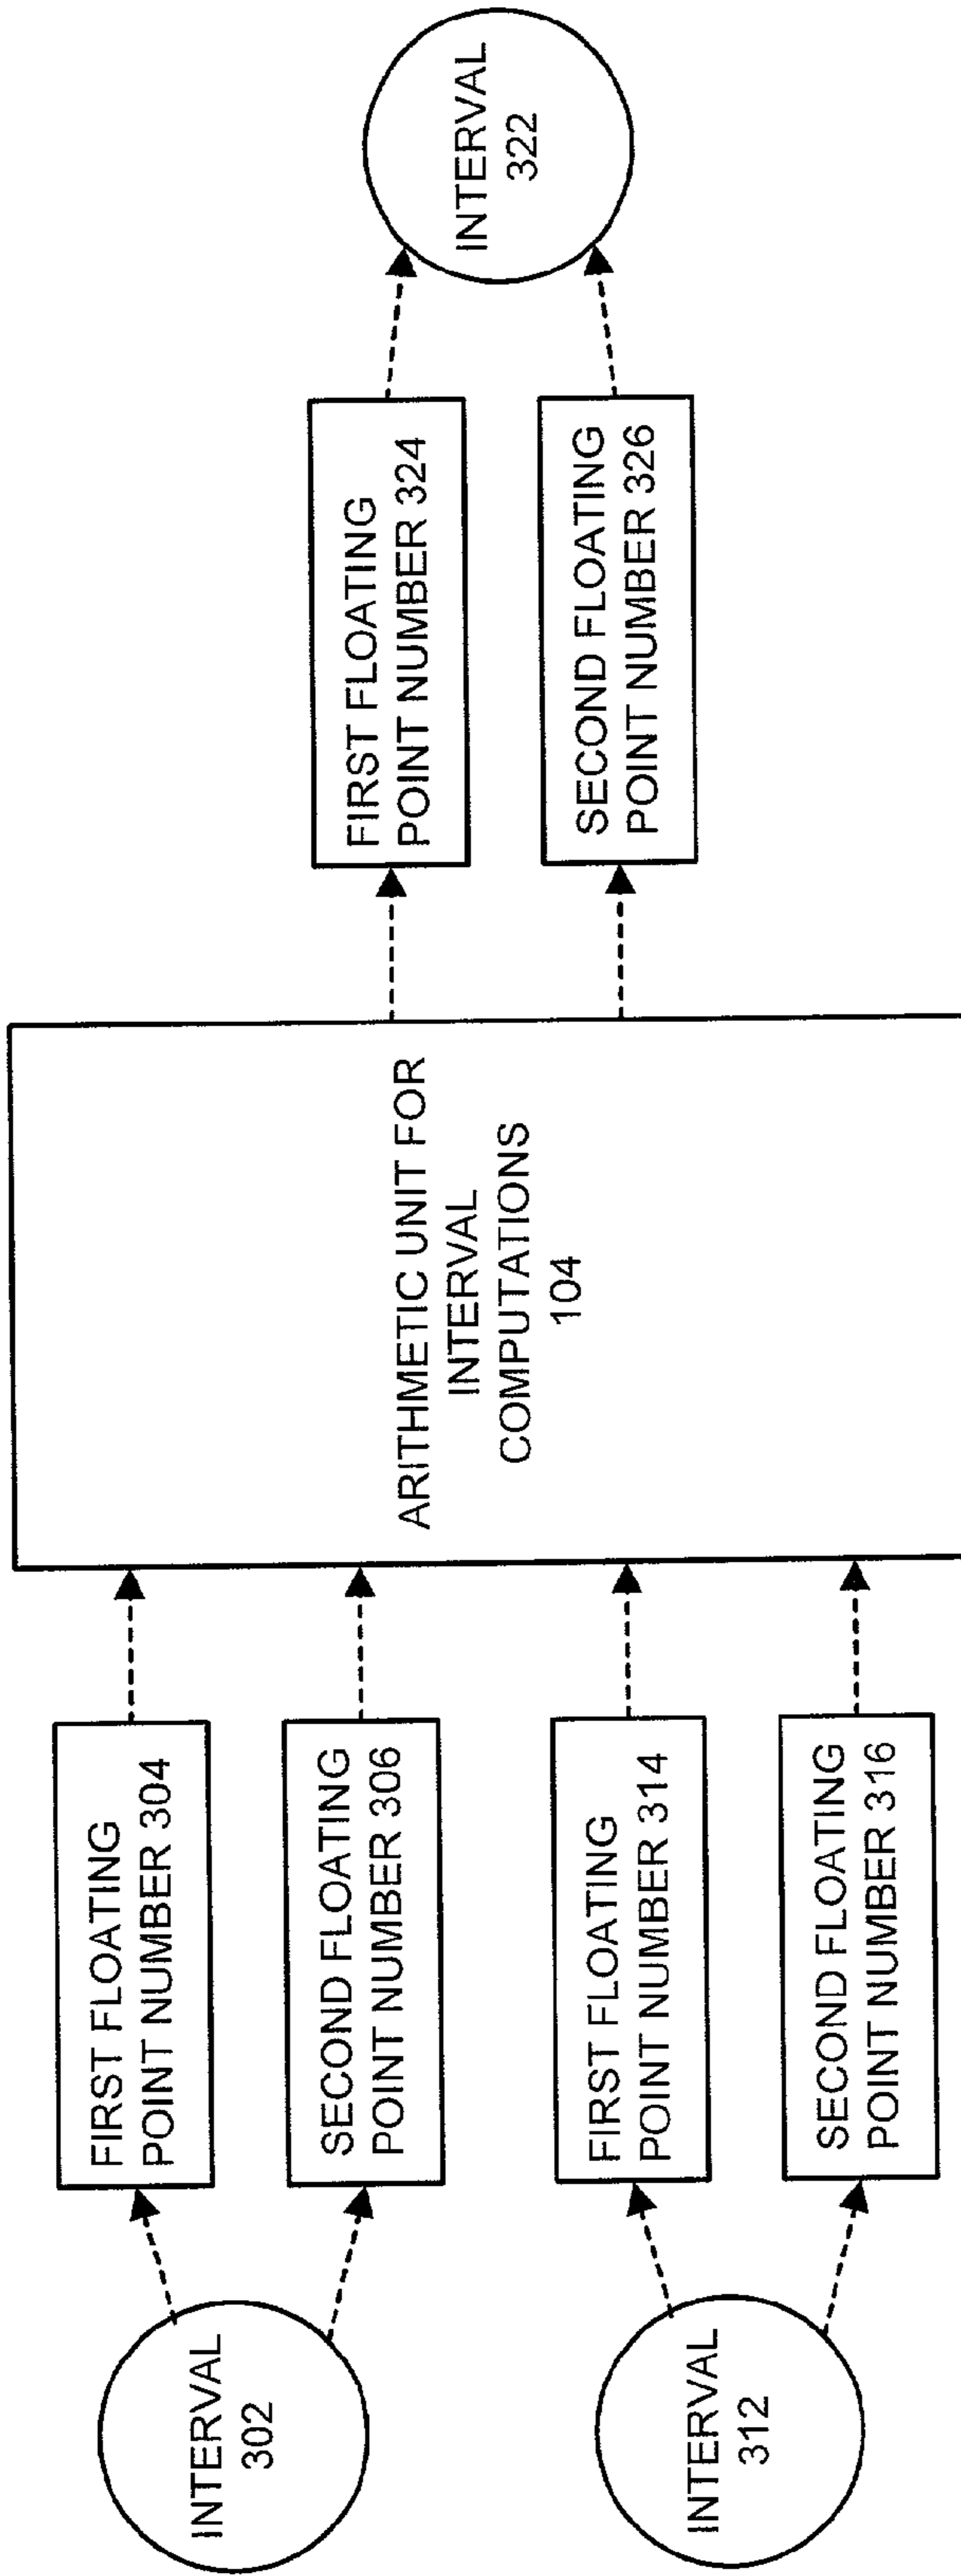 INTERVAL
302
FIRST FLOATING
POINT NUMBER 304
SECOND FLOATING
POINT NUMBER 306
INTERVAL
312
FIRST FLOATING
POINT NUMBER 314
SECOND FLOATING
POINT NUMBER 316
ARITHMETIC UNIT FOR
INTERVAL
COMPUTATIONS
104
FIRST FLOATING
POINT NUMBER 324
SECOND FLOATING
POINT NUMBER 326
INTERVAL
322